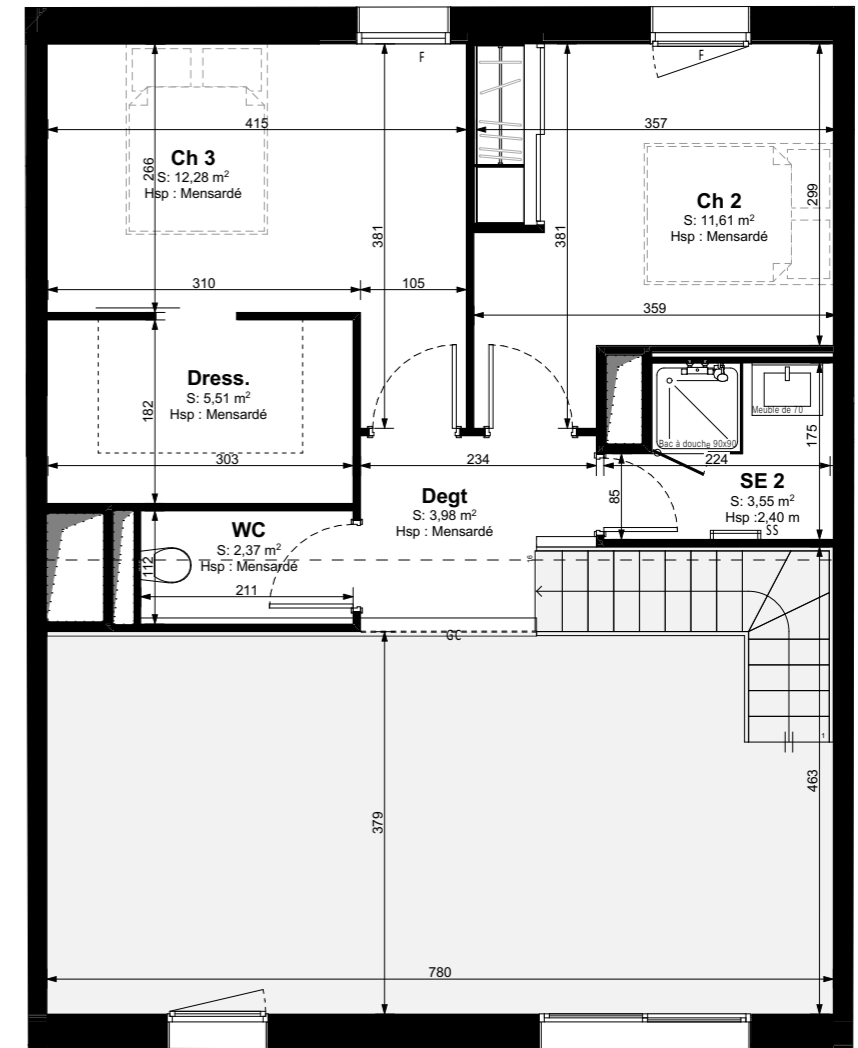 F
F
415
357
Ch 3
S: 12,28 m²
Hsp : Mensardé
266
381
381
Ch 2
S: 11,61 m²
Hsp : Mensardé
299
310
105
359
Dress.
S: 5,51 m²
Hsp : Mensardé
182
303
234
Meuble de 70
Bac à douche 90x90
175
224
SE 2
S: 3,55 m²
Hsp :2,40 m
SS
85
Degt
S: 3,98 m²
Hsp : Mensardé
WC
S: 2,37 m²
Hsp : Mensardé
112
211
16
GC
1
463
379
780